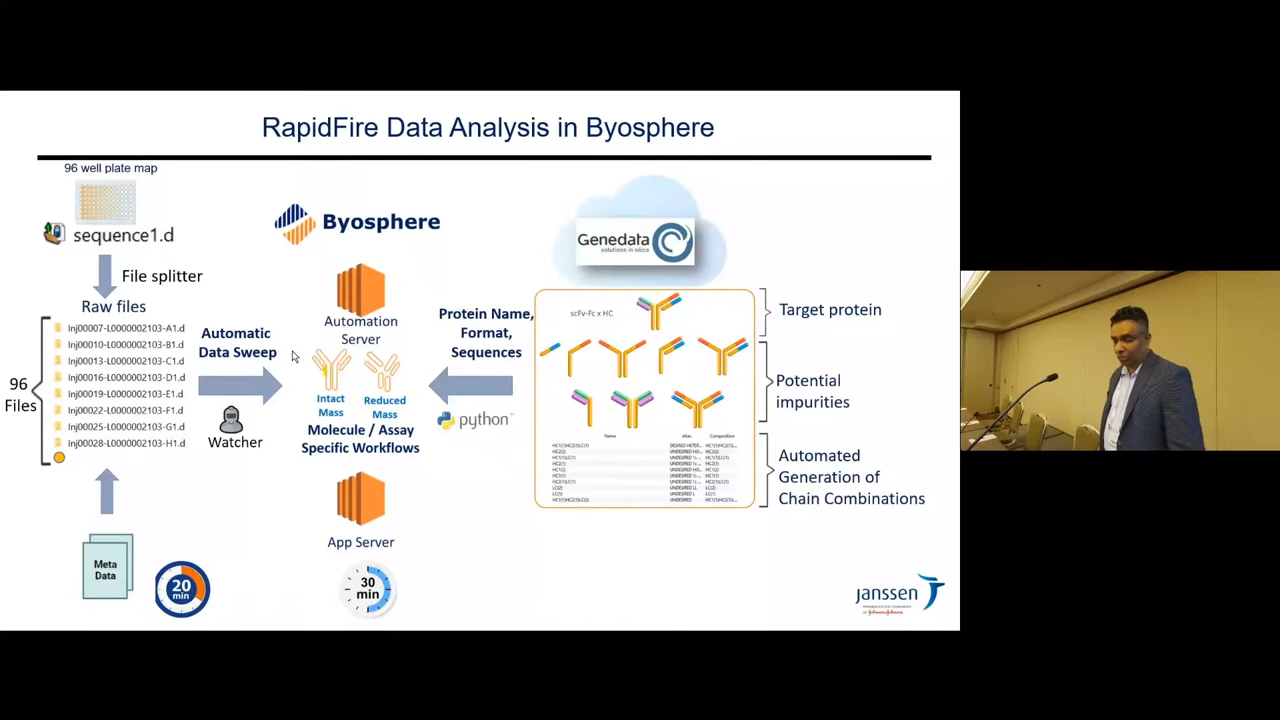 RapidFire Data Analysis in Byosphere
96 well plate map
sequence1.d
File splitter
Raw files
Inj00007-L0000002103-A1.d
Inj00010-L0000002103-B1.d
Inj00013-L0000002103-C1.d
Inj00016-L0000002103-D1.d
Inj00019-L0000002103-E1.d
Inj00022-L0000002103-F1.d
Inj00025-L0000002103-G1.d
Inj00028-L0000002103-H1.d
96
Files
Meta
Data
20
min
Automatic
Data Sweep
Watcher
Byosphere
Automation
Server
Intact
Mass
Reduced
Mass
Molecule / Assay
Specific Workflows
App Server
30
min
Protein Name,
Format,
Sequences
python
Genedata
solutions in silico
scFv-Fc x HC
Name Alias Composition
Target protein
Potential
impurities
Automated
Generation of
Chain Combinations
janssen